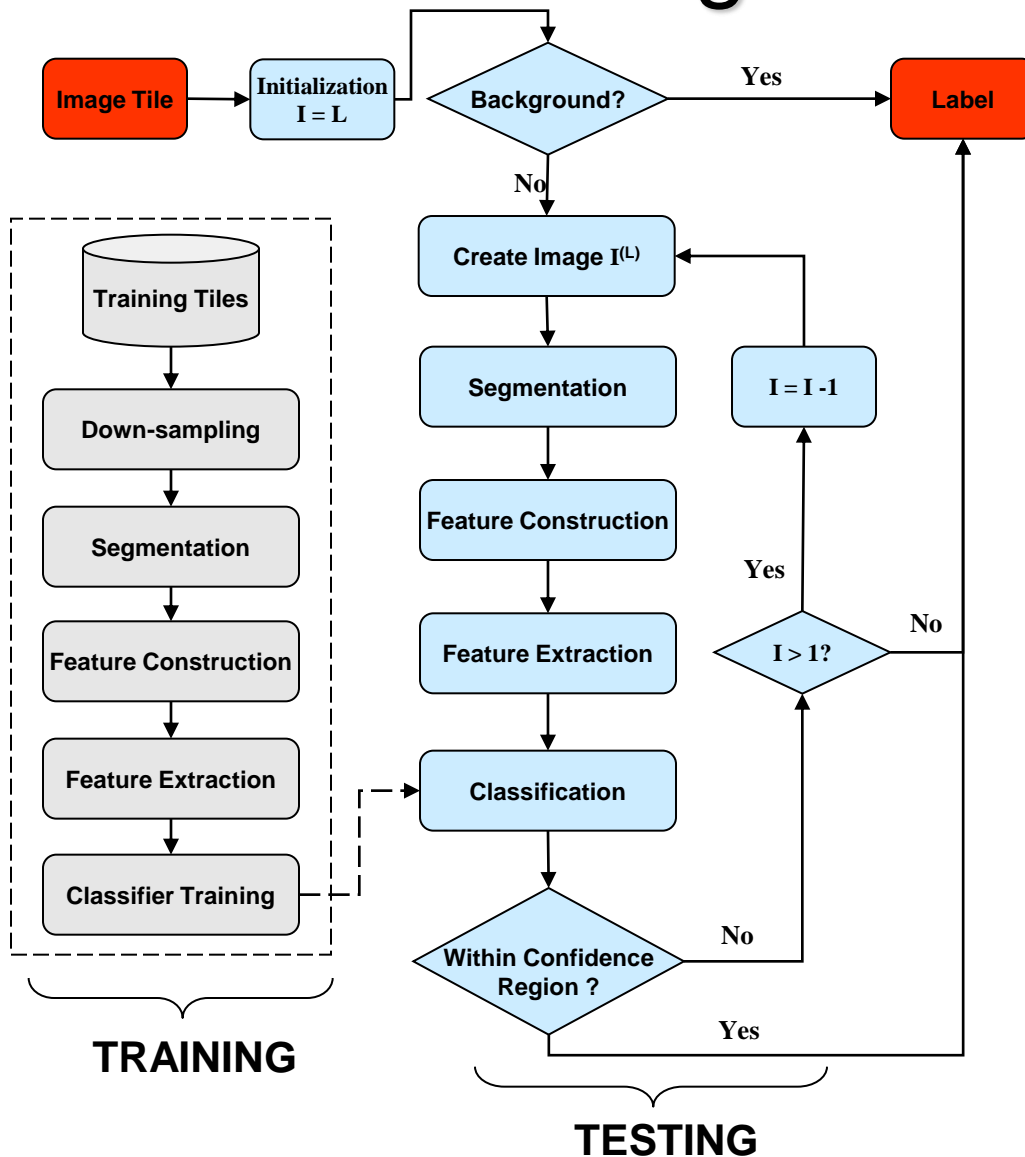 g
Image Tile
Initialization
I = L
Background?
Yes
Label
No
Create Image I^(L)
Training Tiles
Segmentation
I = I -1
Down-sampling
Feature Construction
Segmentation
Yes
Feature Extraction
I > 1?
No
Feature Construction
Classification
Feature Extraction
Classifier Training
Within Confidence
Region ?
No
Yes
TRAINING
TESTING